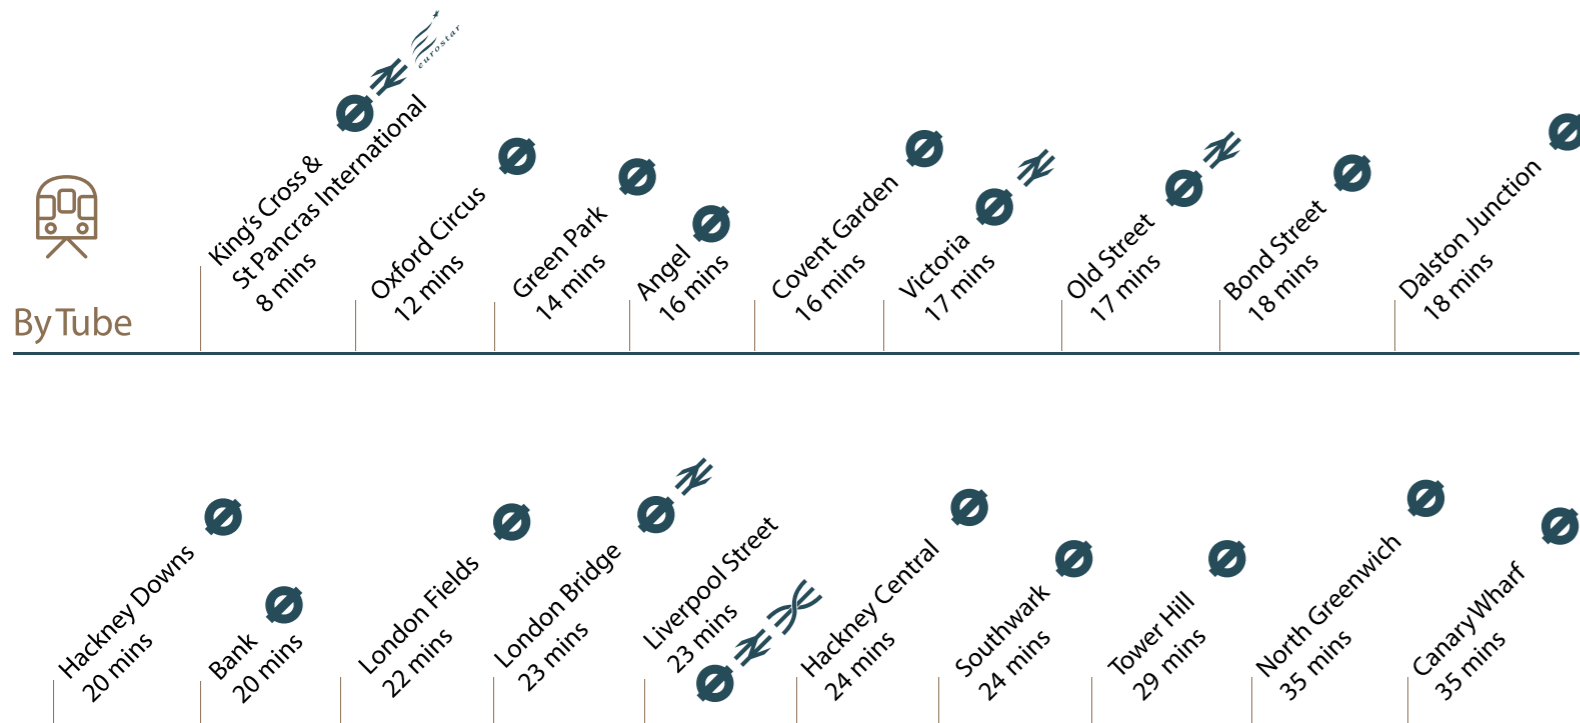 eurostar
King's Cross &
St Pancras International
8 mins
Oxford Circus
12 mins
Green Park
14 mins
Angel
16 mins
Covent Garden
16 mins
Victoria
17 mins
Old Street
17 mins
Bond Street
18 mins
Dalston Junction
18 mins
By Tube
Hackney Downs
20 mins
Bank
20 mins
London Fields
22 mins
London Bridge
23 mins
Liverpool Street
23 mins
Hackney Central
24 mins
Southwark
24 mins
Tower Hill
29 mins
North Greenwich
35 mins
Canary Wharf
35 mins